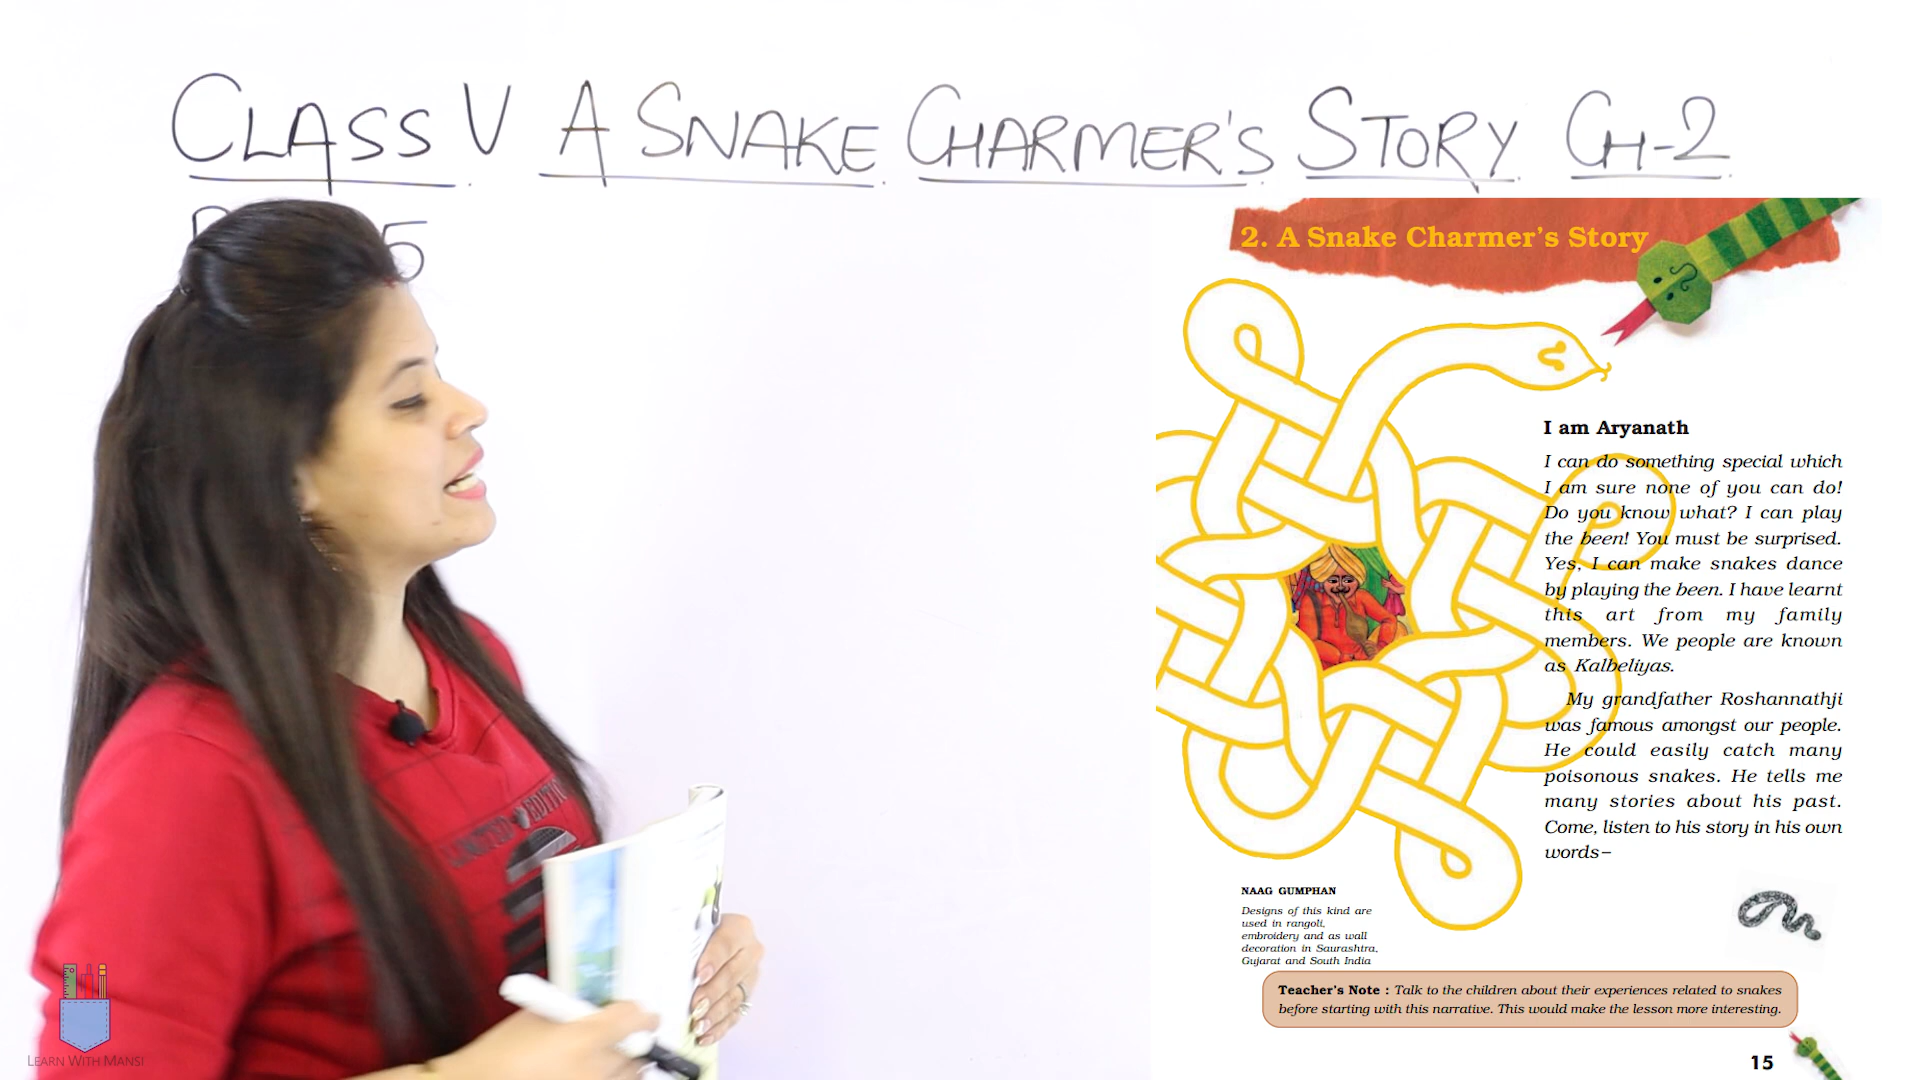 CLASS V A SNAKE CHARMER'S STORY CH-2
2. A Snake Charmer's Story
I am Aryanath
I can do something special which
I am sure none of you can do!
Do you know what? I can play
the been! You must be surprised.
Yes, I can make snakes dance
by playing the been. I have learnt
this art from my family
members. We people are known
as Kalbeliyas.
My grandfather Roshannathji
was famous amongst our people.
He could easily catch many
poisonous snakes. He tells me
many stories about his past.
Come, listen to his story in his own
words–
NAAG GUMPHAN
Designs of this kind are
used in rangoli,
embroidery and as wall
decoration in Saurashtra,
Gujarat and South India
Teacher's Note : Talk to the children about their experiences related to snakes
before starting with this narrative. This would make the lesson more interesting.
15
LIMITED EDITION
LEARN WITH MANSI